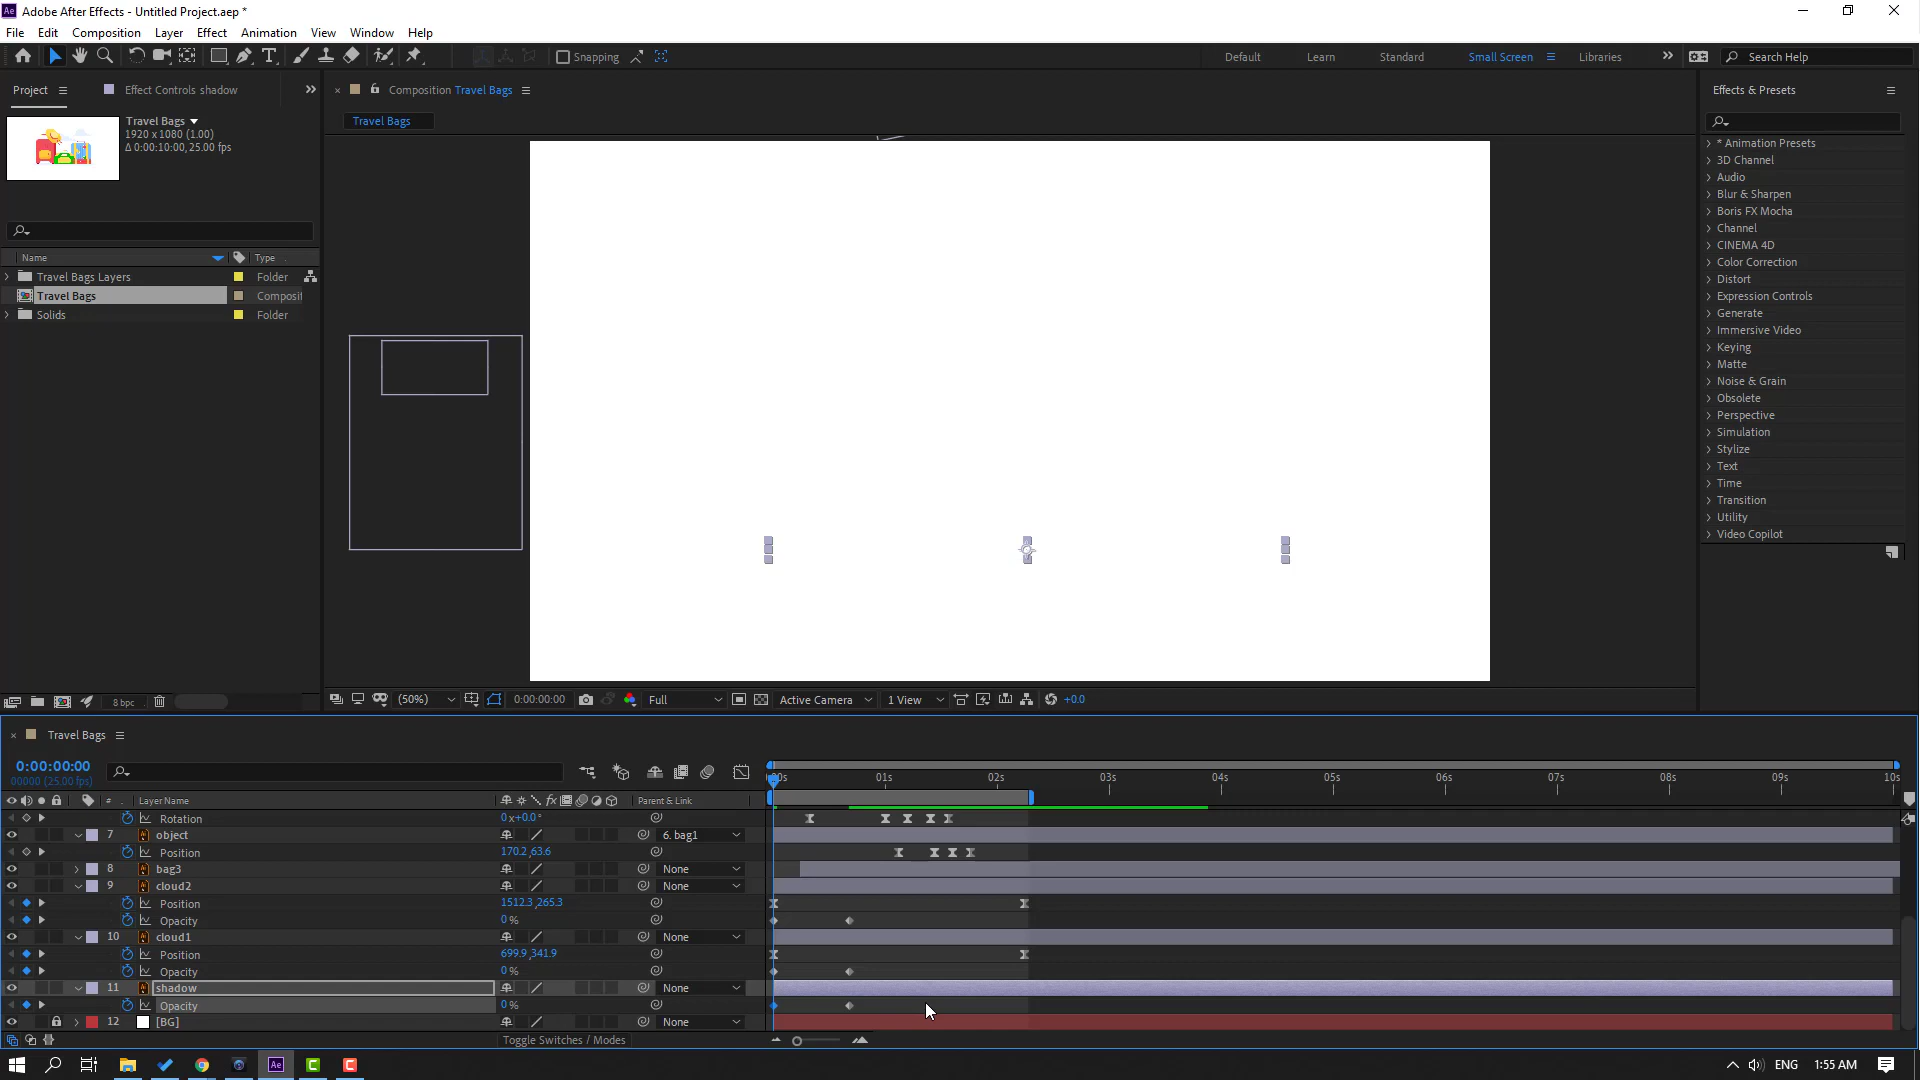 Adobe After Effects - Untitled Project.aep *
File Edit Composition Layer Effect Animation View Window Help
Snapping Default Learn Standard Small Screen Libraries Search Help
Project Effect Controls shadow Composition Travel Bags Effects & Presets
Travel Bags
1920 x 1080 (1.00)
Δ 0:00:10:00, 25.00 fps
Travel Bags
Name Type
Travel Bags Layers Folder
Travel Bags Composit
Solids Folder
* Animation Presets
3D Channel
Audio
Blur & Sharpen
Boris FX Mocha
Channel
CINEMA 4D
Color Correction
Distort
Expression Controls
Generate
Immersive Video
Keying
Matte
Noise & Grain
Obsolete
Perspective
Simulation
Stylize
Text
Time
Transition
Utility
Video Copilot
8 bpc (50%) 0:00:00:00 Full Active Camera 1 View +0.0
Travel Bags
0:00:00:00
00000 (25.00 fps)
:00s 01s 02s 03s 04s 05s 06s 07s 08s 09s 10s
# Layer Name Parent & Link
Rotation 0x+0.0°
7 object 6. bag1
Position 170.2,63.6
8 bag3 None
9 cloud2 None
Position 1512.3,265.3
Opacity 0 %
10 cloud1 None
Position 699.9,341.9
Opacity 0 %
11 shadow None
Opacity 0 %
12 [BG] None
Toggle Switches / Modes
ENG 1:55 AM